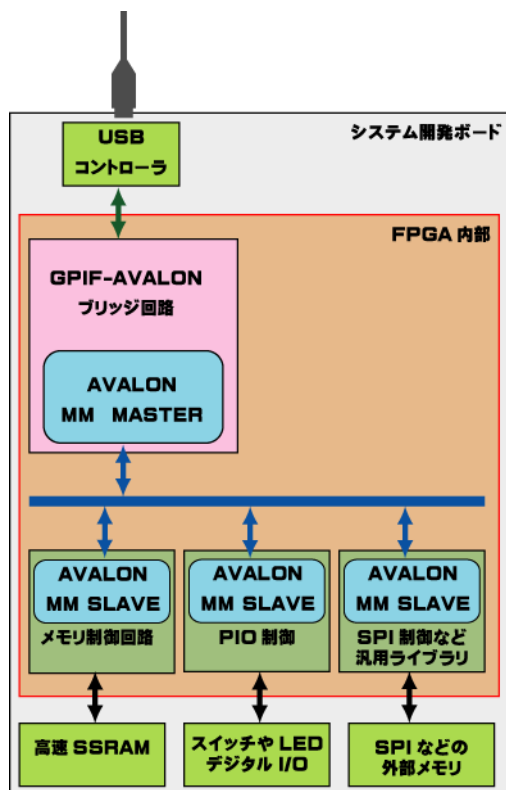 システム開発ボード
USB
コントローラ
FPGA 内部
GPIF-AVALON
ブリッジ回路
AVALON
MM MASTER
AVALON
MM SLAVE
メモリ制御回路
AVALON
MM SLAVE
PIO 制御
AVALON
MM SLAVE
SPI 制御など
汎用ライブラリ
高速 SSRAM
スイッチや LED
デジタル I/O
SPI などの
外部メモリ